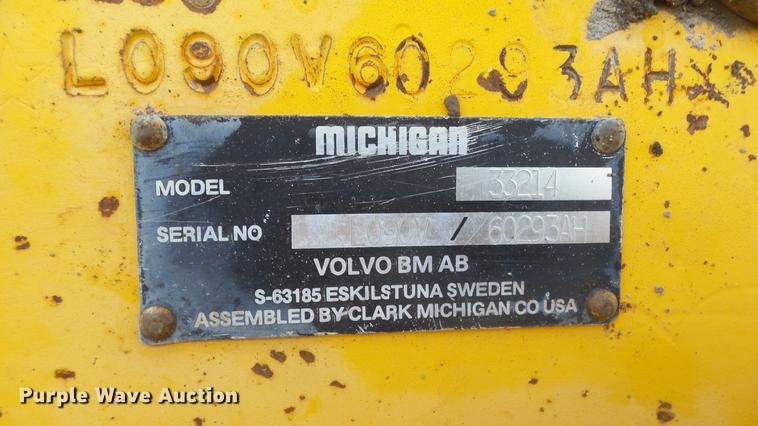 L090V60293AHX
MICHIGAN
MODEL 33214
SERIAL NO L090V / 60293AH
VOLVO BM AB
S-63185 ESKILSTUNA SWEDEN
ASSEMBLED BY CLARK MICHIGAN CO USA
Purple Wave Auction